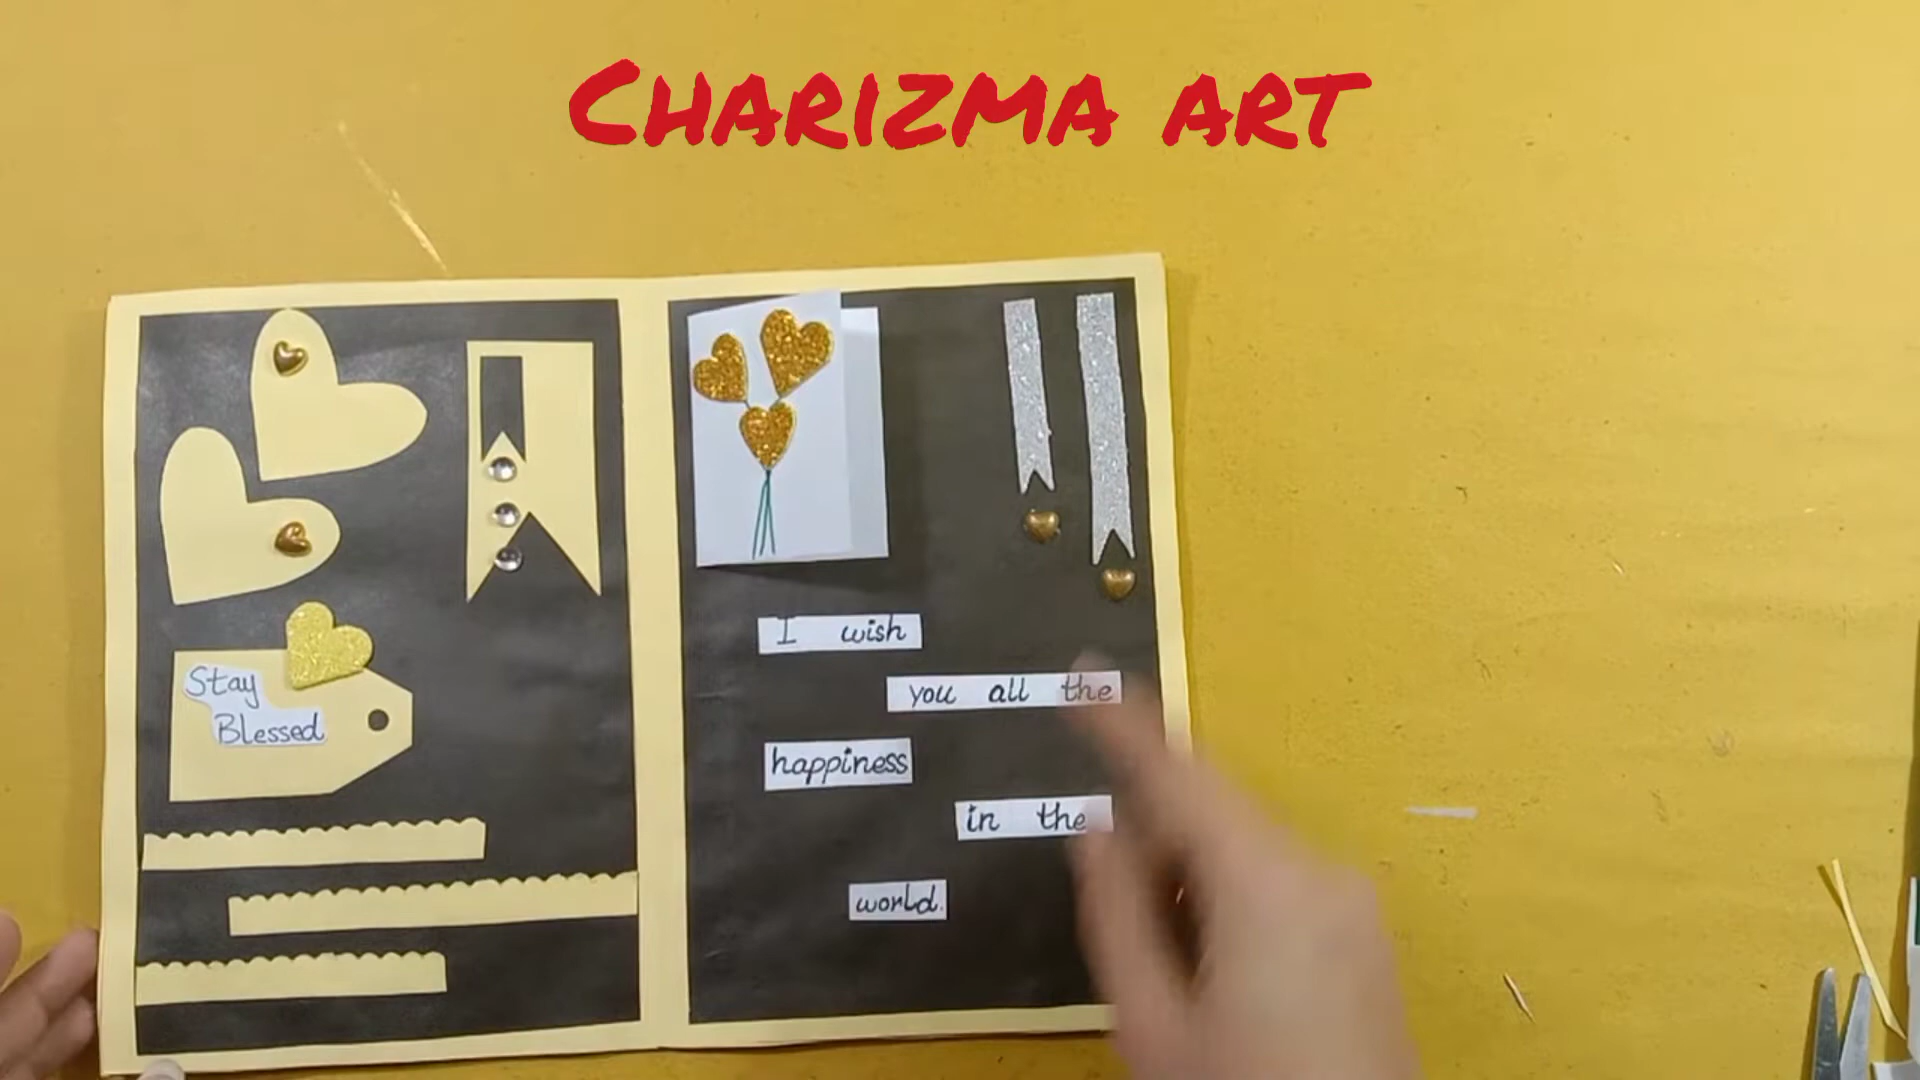 CHARIZMA ART
Stay
Blessed
I wish
you all the
happiness
in the
world.